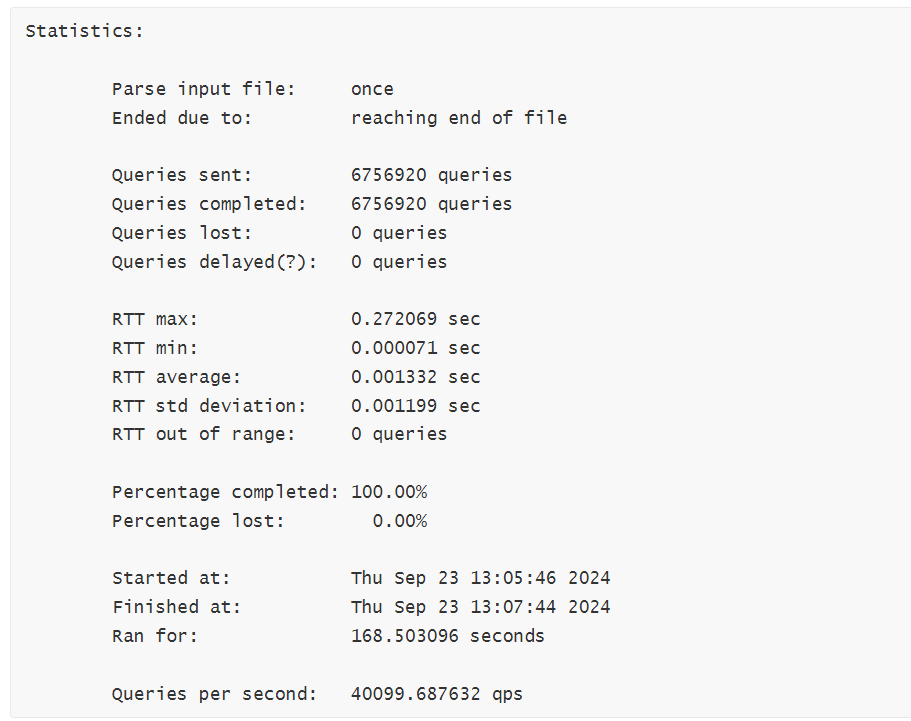 Statistics:
Parse input file: once
Ended due to: reaching end of file
Queries sent: 6756920 queries
Queries completed: 6756920 queries
Queries lost: 0 queries
Queries delayed(?): 0 queries
RTT max: 0.272069 sec
RTT min: 0.000071 sec
RTT average: 0.001332 sec
RTT std deviation: 0.001199 sec
RTT out of range: 0 queries
Percentage completed: 100.00%
Percentage lost: 0.00%
Started at: Thu Sep 23 13:05:46 2024
Finished at: Thu Sep 23 13:07:44 2024
Ran for: 168.503096 seconds
Queries per second: 40099.687632 qps